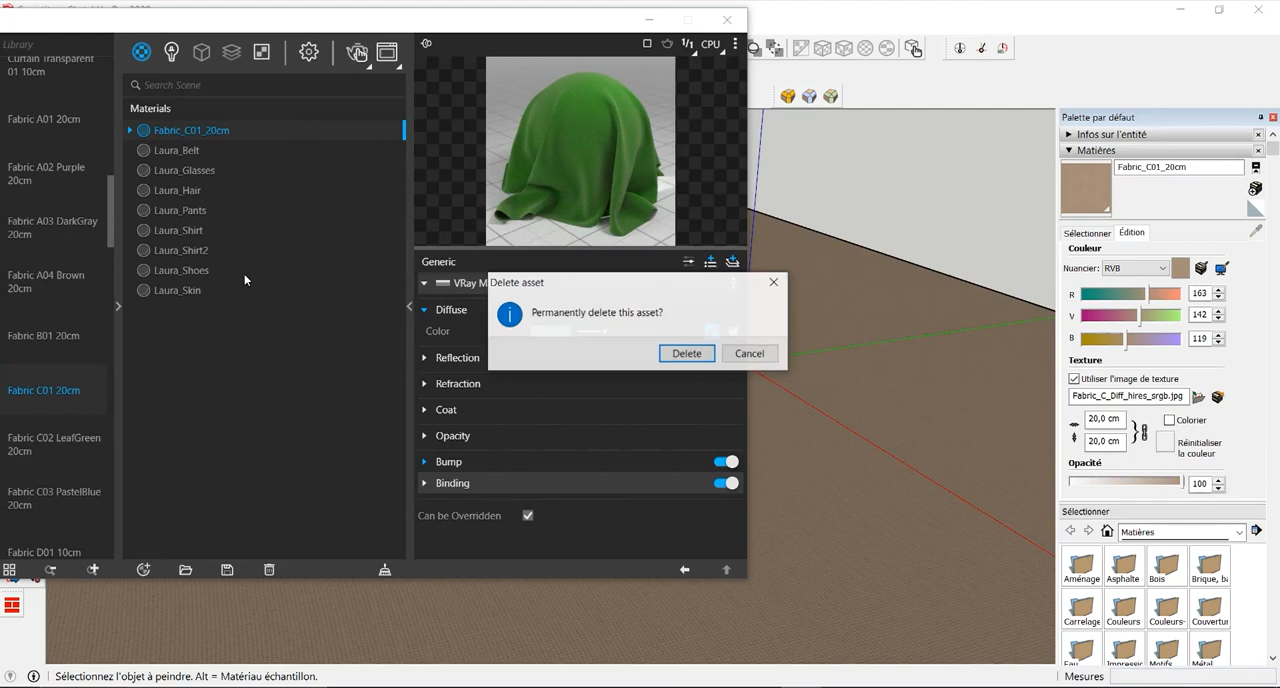 Library
Curtain Transparent
01 10cm
Fabric A01 20cm
Fabric A02 Purple
20cm
Fabric A03 DarkGray
20cm
Fabric A04 Brown
20cm
Fabric B01 20cm
Fabric C01 20cm
Fabric C02 LeafGreen
20cm
Fabric C03 PastelBlue
20cm
Fabric D01 10cm
Search Scene
Materials
Fabric_C01_20cm
Laura_Belt
Laura_Glasses
Laura_Hair
Laura_Pants
Laura_Shirt
Laura_Shirt2
Laura_Shoes
Laura_Skin
1/1 CPU
Generic
VRay M
Diffuse
Color
Reflection
Refraction
Coat
Opacity
Bump
Binding
Can be Overridden
Delete asset
Permanently delete this asset?
Delete
Cancel
Palette par défaut
Infos sur l'entité
Matières
Fabric_C01_20cm
Sélectionner
Édition
Couleur
Nuancier: RVB
R 163
V 142
B 119
Texture
Utiliser l'image de texture
Fabric_C_Diff_hires_srgb.jpg
20,0 cm
Colorier
20,0 cm
Réinitialiser
la couleur
Opacité
100
Sélectionner
Matières
Aménage Asphalte Bois Brique, ba
Carrelage Couleurs Couleurs- Couvertur
Eau Impressic Motifs Métal
Sélectionnez l'objet à peindre. Alt = Matériau échantillon.
Mesures